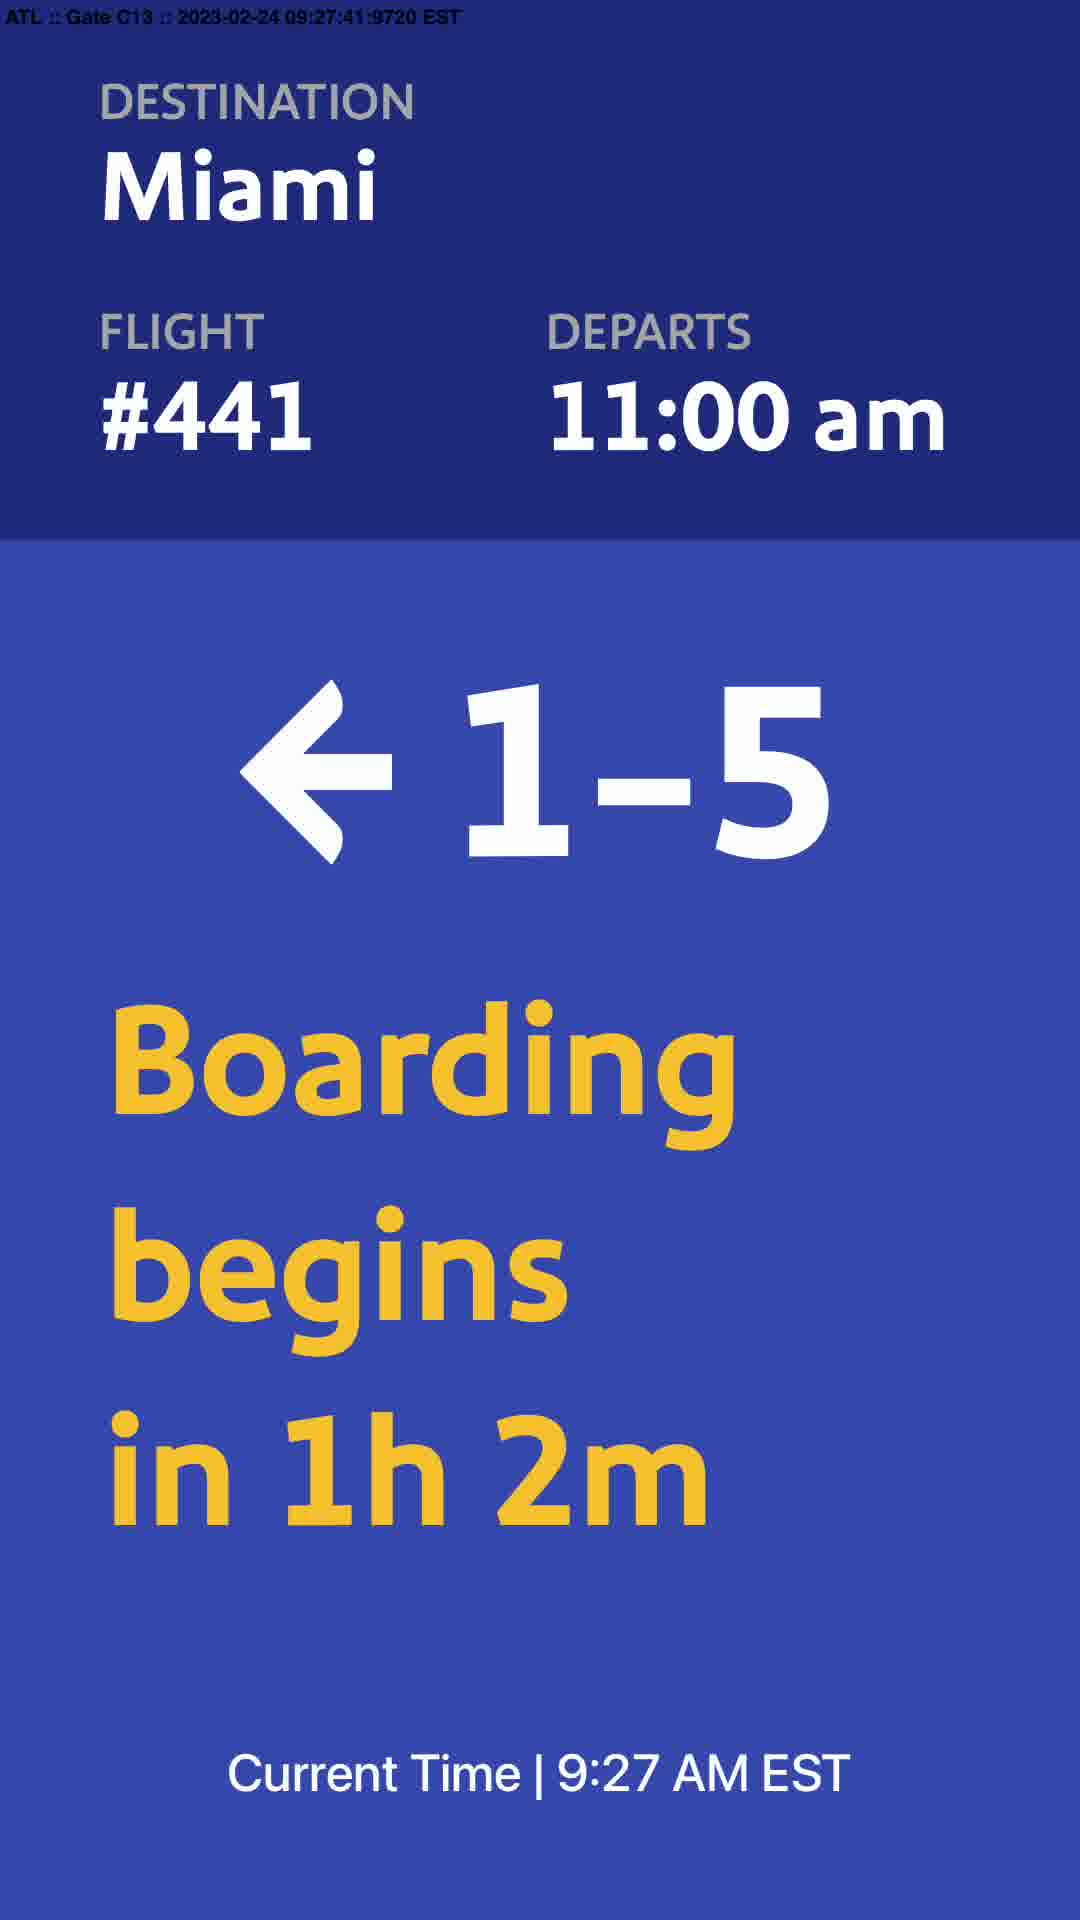 ATL :: Gate C13 :: 2023-02-24 09:27:41:9720 EST
DESTINATION
Miami
FLIGHT
DEPARTS
#441
11:00 am
← 1–5
Boarding
begins
in 1h 2m
Current Time | 9:27 AM EST